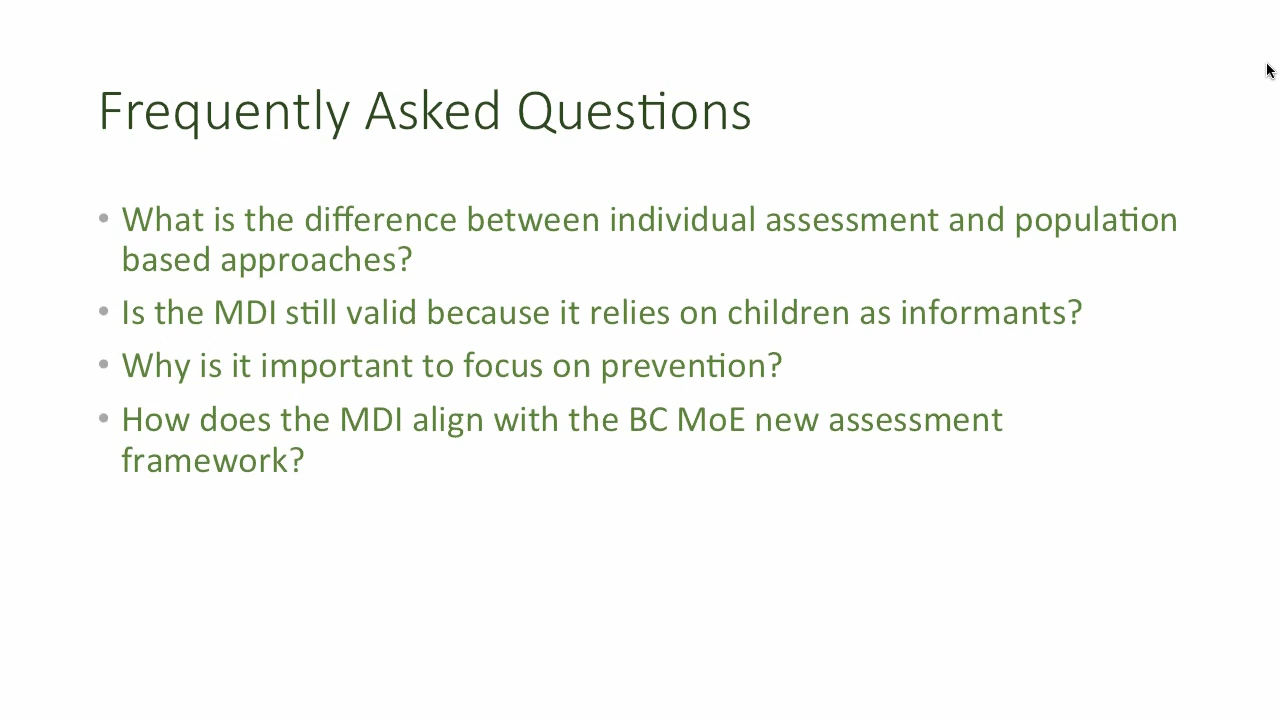 Frequently Asked Questions
• What is the difference between individual assessment and population
based approaches?
• Is the MDI still valid because it relies on children as informants?
• Why is it important to focus on prevention?
• How does the MDI align with the BC MoE new assessment
framework?